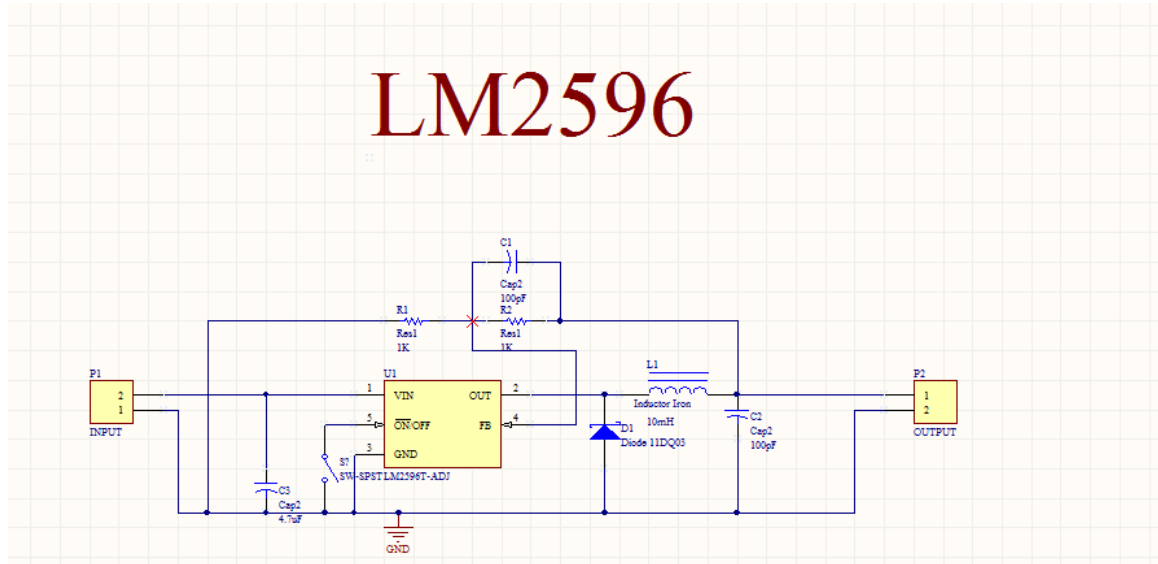 LM2596
C1
Cap2
100pF
R1
Res1
1K
R2
Res1
1K
P1
2
1
INPUT
U1
1 VIN
5 ON/OFF
3 GND
OUT 2
FB 4
LM2596T-ADJ
S?
SW-SPST
C3
Cap2
4.7uF
GND
D1
Diode 11DQ03
L1
Inductor Iron
10mH
C2
Cap2
100pF
P2
1
2
OUTPUT